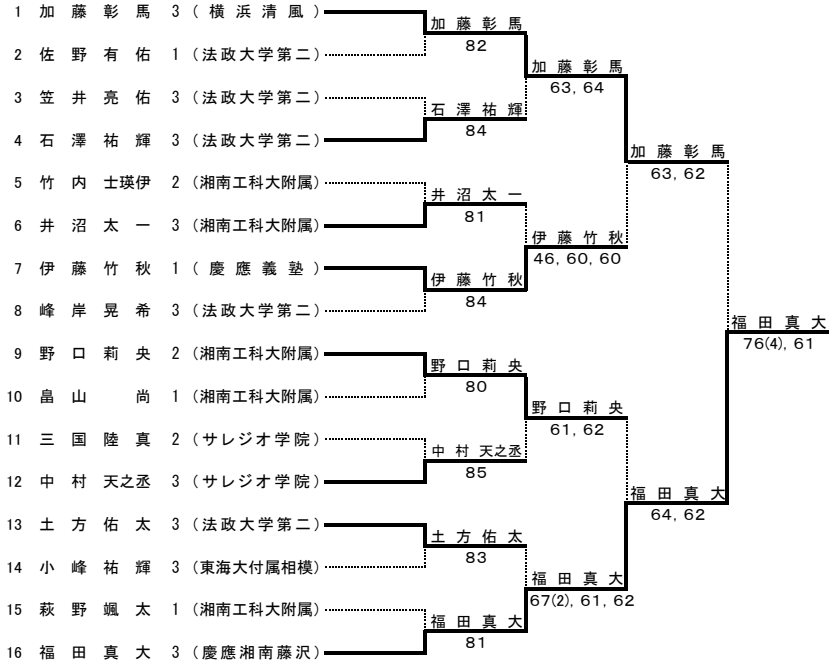 1 加藤彰馬 3 (横浜清風)
2 佐野有佑 1 (法政大学第二)
3 笠井亮佑 3 (法政大学第二)
4 石澤祐輝 3 (法政大学第二)
5 竹内士瑛伊 2 (湘南工科大附属)
6 井沼太一 3 (湘南工科大附属)
7 伊藤竹秋 1 (慶應義塾)
8 峰岸晃希 3 (法政大学第二)
9 野口莉央 2 (湘南工科大附属)
10 畠山尚 1 (湘南工科大附属)
11 三国陸真 2 (サレジオ学院)
12 中村天之丞 3 (サレジオ学院)
13 土方佑太 3 (法政大学第二)
14 小峰祐輝 3 (東海大付属相模)
15 萩野颯太 1 (湘南工科大附属)
16 福田真大 3 (慶應湘南藤沢)
加藤彰馬
82
石澤祐輝
84
井沼太一
81
伊藤竹秋
84
野口莉央
80
中村天之丞
85
土方佑太
83
福田真大
81
加藤彰馬
63, 64
伊藤竹秋
46, 60, 60
野口莉央
61, 62
福田真大
67(2), 61, 62
加藤彰馬
63, 62
福田真大
64, 62
福田真大
76(4), 61